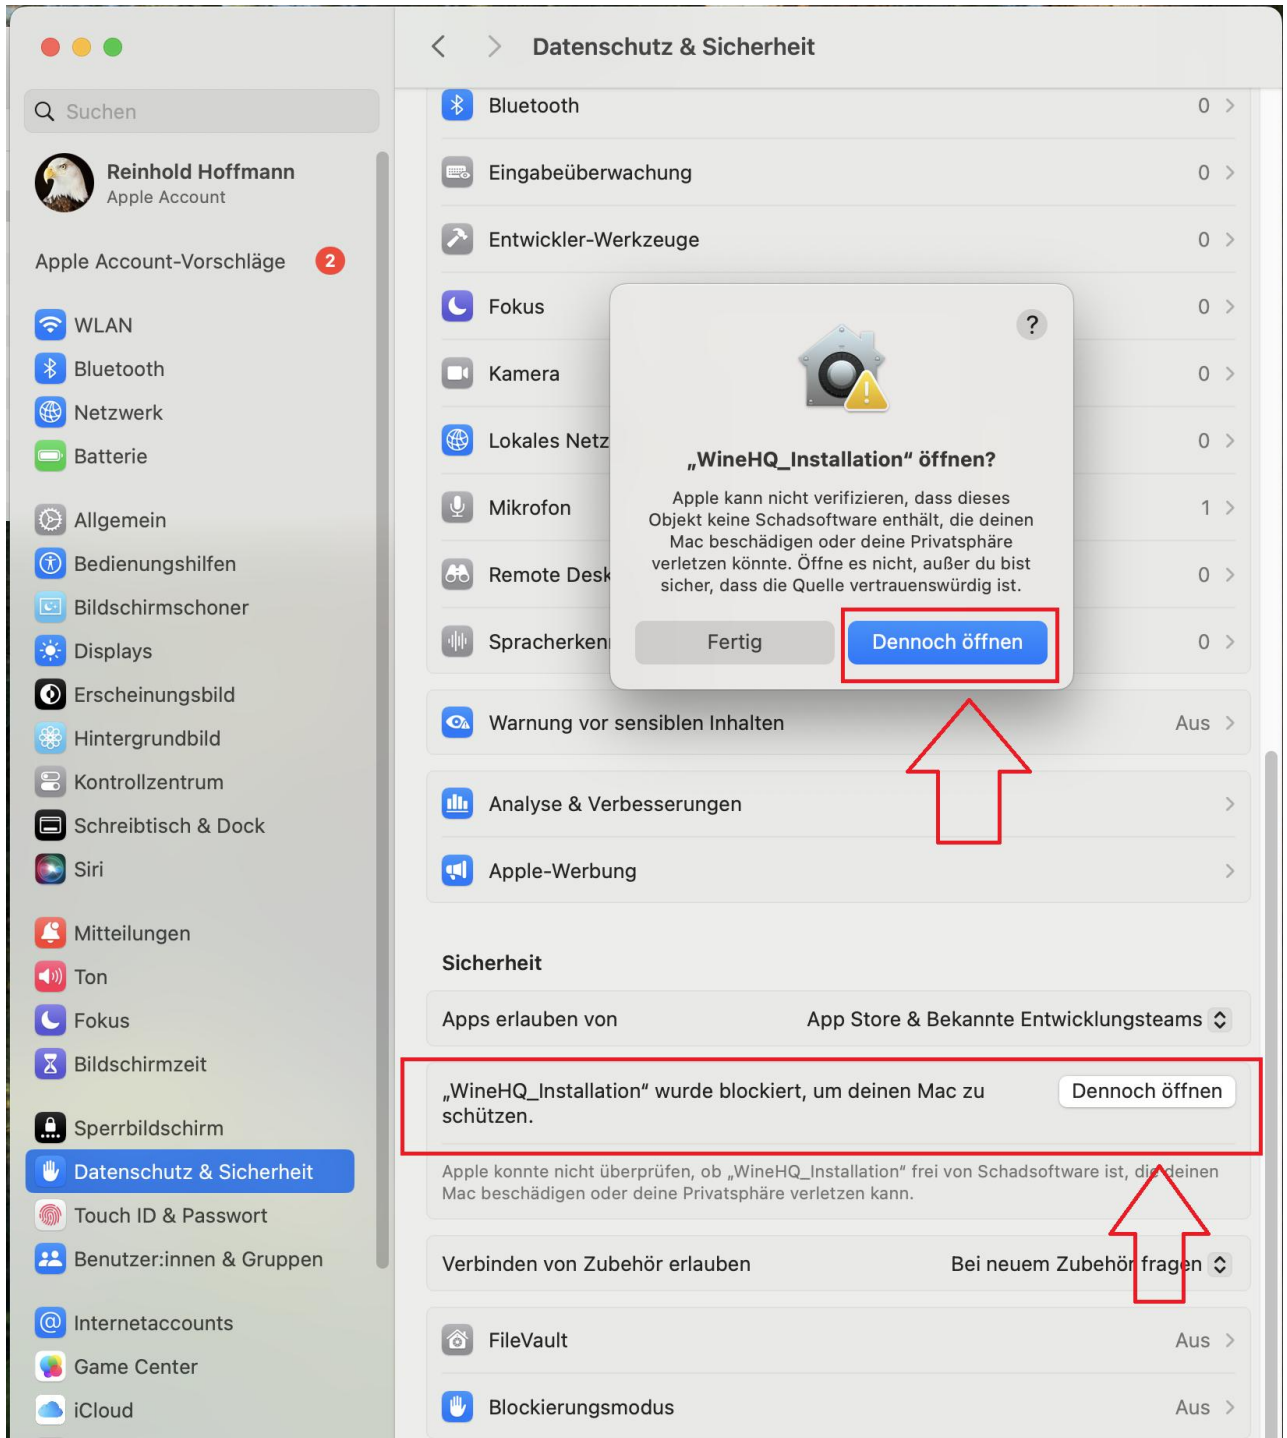 Datenschutz & Sicherheit
Suchen
Reinhold Hoffmann
Apple Account
Apple Account-Vorschläge 2
WLAN
Bluetooth
Netzwerk
Batterie
Allgemein
Bedienungshilfen
Bildschirmschoner
Displays
Erscheinungsbild
Hintergrundbild
Kontrollzentrum
Schreibtisch & Dock
Siri
Mitteilungen
Ton
Fokus
Bildschirmzeit
Sperrbildschirm
Datenschutz & Sicherheit
Touch ID & Passwort
Benutzer:innen & Gruppen
Internetaccounts
Game Center
iCloud
Bluetooth 0
Eingabeüberwachung 0
Entwickler-Werkzeuge 0
Fokus 0
Kamera 0
Lokales Netz 0
Mikrofon 1
Remote Desk 0
Spracherken 0
?
„WineHQ_Installation“ öffnen?
Apple kann nicht verifizieren, dass dieses
Objekt keine Schadsoftware enthält, die deinen
Mac beschädigen oder deine Privatsphäre
verletzen könnte. Öffne es nicht, außer du bist
sicher, dass die Quelle vertrauenswürdig ist.
Fertig Dennoch öffnen
Warnung vor sensiblen Inhalten Aus
Analyse & Verbesserungen
Apple-Werbung
Sicherheit
Apps erlauben von App Store & Bekannte Entwicklungsteams
„WineHQ_Installation“ wurde blockiert, um deinen Mac zu
schützen.
Dennoch öffnen
Apple konnte nicht überprüfen, ob „WineHQ_Installation“ frei von Schadsoftware ist, die deinen
Mac beschädigen oder deine Privatsphäre verletzen kann.
Verbinden von Zubehör erlauben Bei neuem Zubehör fragen
FileVault Aus
Blockierungsmodus Aus